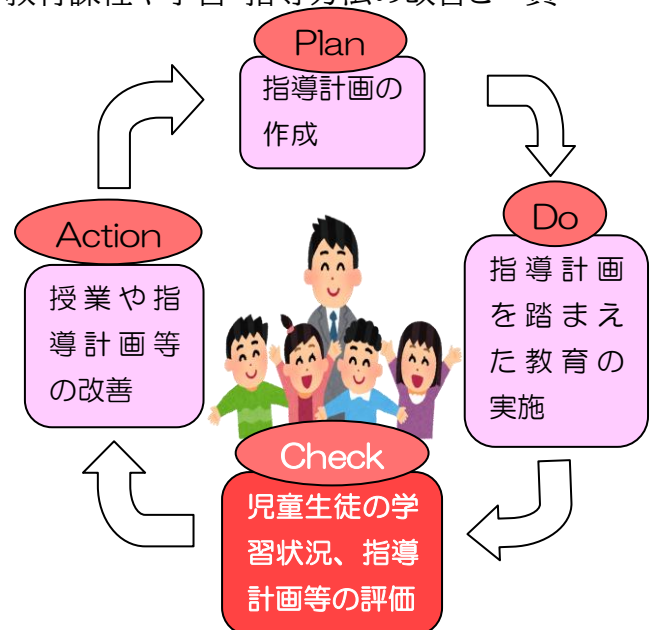 Plan
指導計画の
作成
Do
指導計画
を踏まえ
た教育の
実施
Check
児童生徒の学
習状況、指導
計画等の評価
Action
授業や指
導計画等
の改善